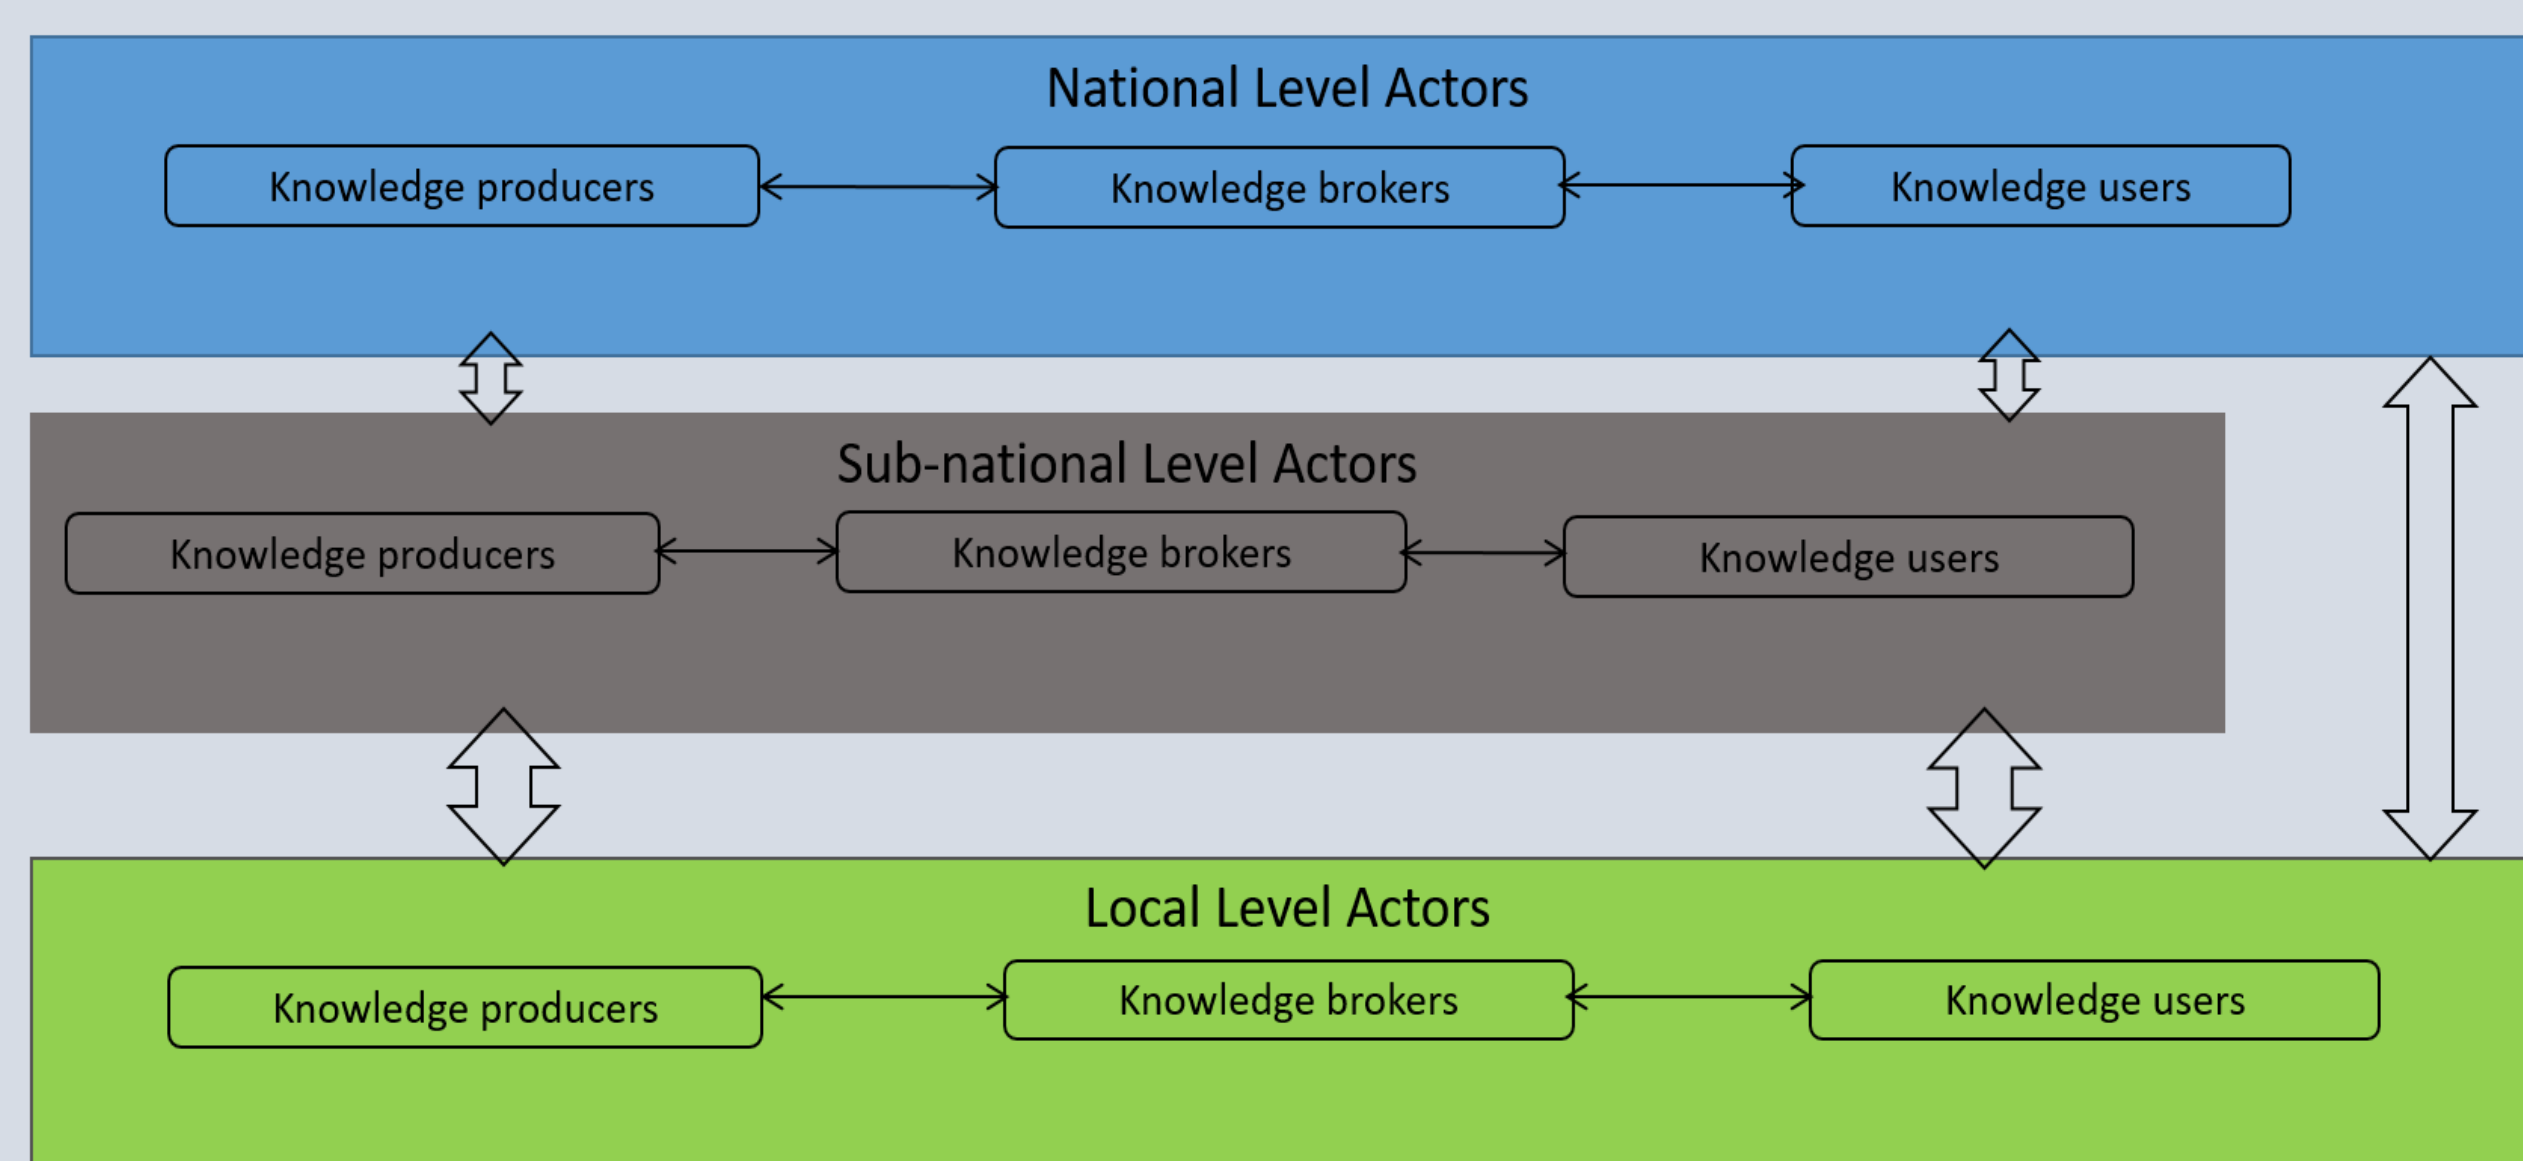 National Level Actors
Knowledge producers
Knowledge brokers
Knowledge users
Sub-national Level Actors
Knowledge producers
Knowledge brokers
Knowledge users
Local Level Actors
Knowledge producers
Knowledge brokers
Knowledge users